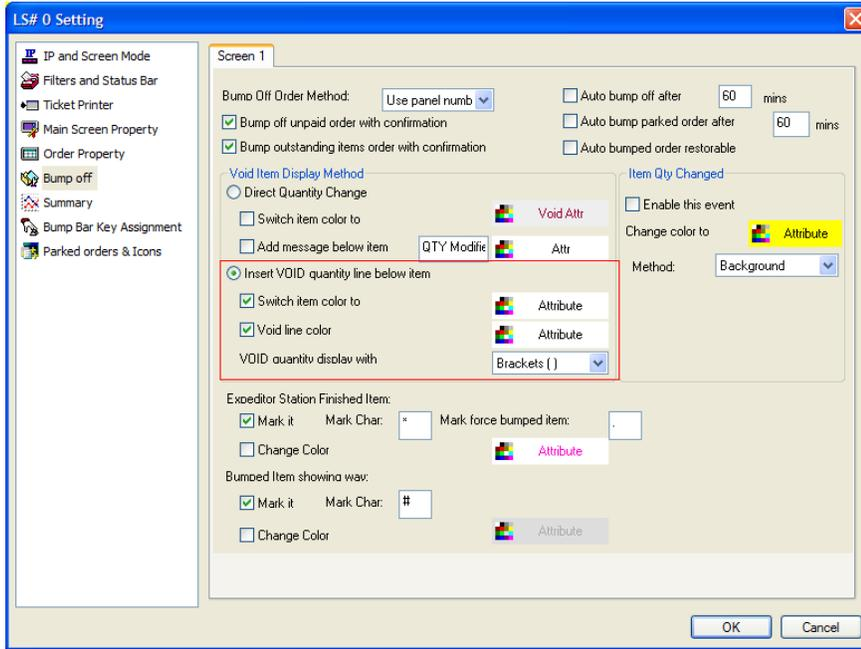 LS# 0 Setting
IP and Screen Mode
Filters and Status Bar
Ticket Printer
Main Screen Property
Order Property
Bump off
Summary
Bump Bar Key Assignment
Parked orders & Icons
Screen 1
Bump Off Order Method: Use panel numb
Bump off unpaid order with confirmation
Bump outstanding items order with confirmation
Auto bump off after 60 mins
Auto bump parked order after 60 mins
Auto bumped order restorable
Void Item Display Method
Direct Quantity Change
Switch item color to Void Attr
Add message below item QTY Modifie Attr
Insert VOID quantity line below item
Switch item color to Attribute
Void line color Attribute
VOID quantity display with Brackets ( )
Item Qty Changed
Enable this event
Change color to Attribute
Method: Background
Expeditor Station Finished Item:
Mark it Mark Char: * Mark force bumped item: .
Change Color Attribute
Bumped Item showing way:
Mark it Mark Char: #
Change Color Attribute
OK Cancel